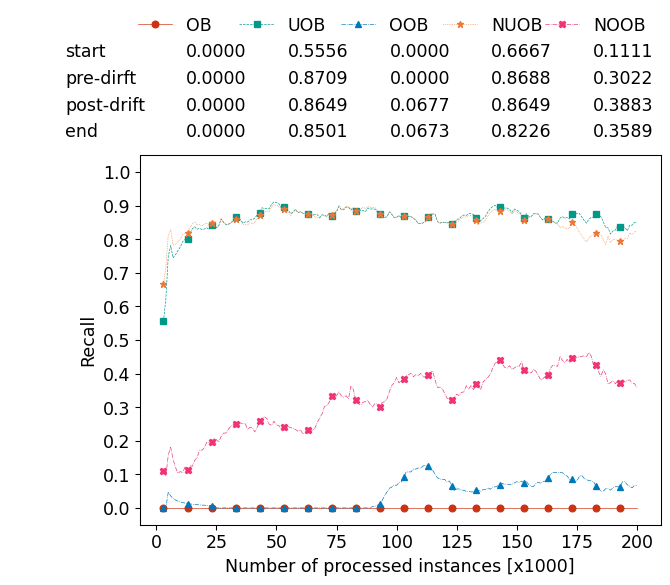 OB UOB OOB NUOB NOOB
start 0.0000 0.5556 0.0000 0.6667 0.1111
pre-dirft 0.0000 0.8709 0.0000 0.8688 0.3022
post-drift 0.0000 0.8649 0.0677 0.8649 0.3883
end 0.0000 0.8501 0.0673 0.8226 0.3589
1.0
0.9
0.8
0.7
0.6
0.5
0.4
0.3
0.2
0.1
0.0
Recall
0 25 50 75 100 125 150 175 200
Number of processed instances [x1000]